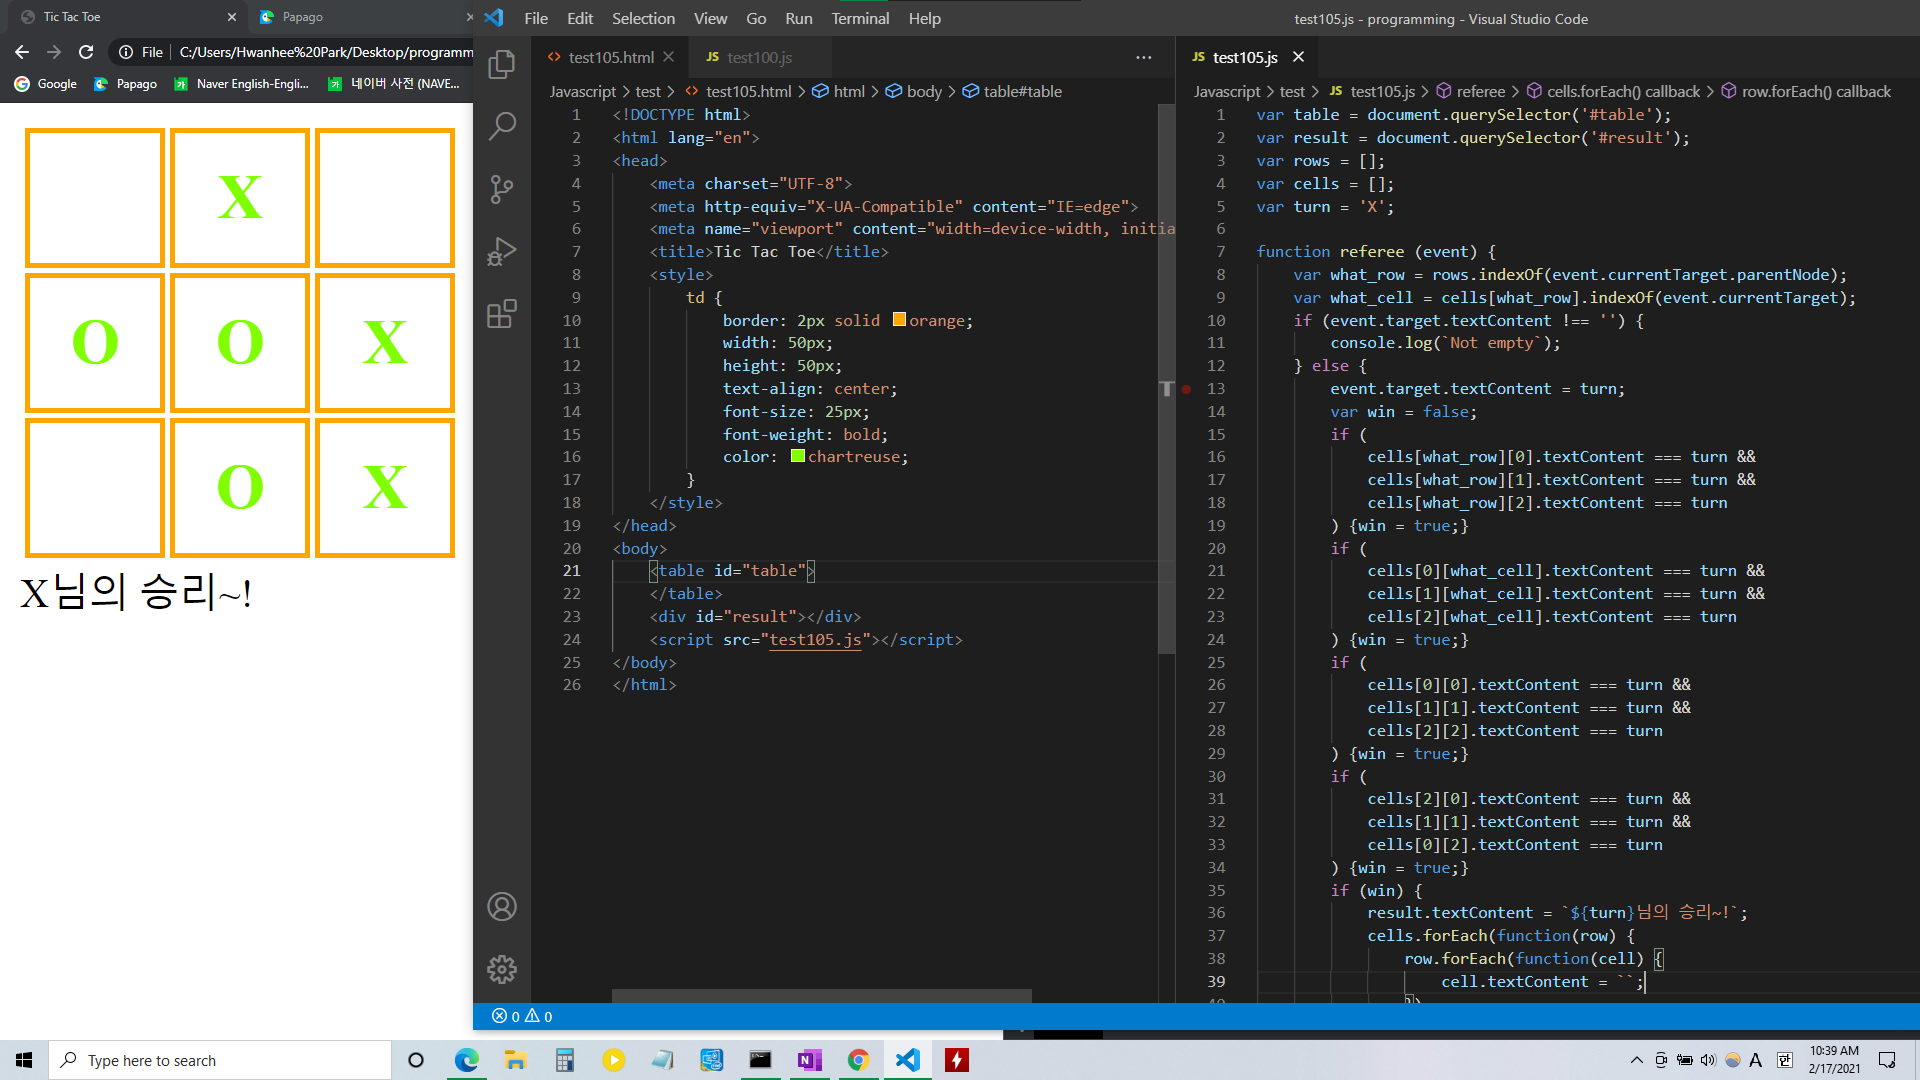 Tic Tac Toe
Papago
File Edit Selection View Go Run Terminal Help
test105.js - programming - Visual Studio Code
File C:/Users/Hwanhee%20Park/Desktop/programm
Google Papago Naver English-Engli... 네이버 사전 (NAVE...
X
O O X
O X
X님의 승리~!
test105.html
JS test100.js
Javascript > test > test105.html > html > body > table#table
1 <!DOCTYPE html>
2 <html lang="en">
3 <head>
4 <meta charset="UTF-8">
5 <meta http-equiv="X-UA-Compatible" content="IE=edge">
6 <meta name="viewport" content="width=device-width, initia
7 <title>Tic Tac Toe</title>
8 <style>
9 td {
10 border: 2px solid orange;
11 width: 50px;
12 height: 50px;
13 text-align: center;
14 font-size: 25px;
15 font-weight: bold;
16 color: chartreuse;
17 }
18 </style>
19 </head>
20 <body>
21 <table id="table">
22 </table>
23 <div id="result"></div>
24 <script src="test105.js"></script>
25 </body>
26 </html>
JS test105.js
Javascript > test > JS test105.js > referee > cells.forEach() callback > row.forEach() callback
1 var table = document.querySelector('#table');
2 var result = document.querySelector('#result');
3 var rows = [];
4 var cells = [];
5 var turn = 'X';
6
7 function referee (event) {
8 var what_row = rows.indexOf(event.currentTarget.parentNode);
9 var what_cell = cells[what_row].indexOf(event.currentTarget);
10 if (event.target.textContent !== '') {
11 console.log(`Not empty`);
12 } else {
13 event.target.textContent = turn;
14 var win = false;
15 if (
16 cells[what_row][0].textContent === turn &&
17 cells[what_row][1].textContent === turn &&
18 cells[what_row][2].textContent === turn
19 ) {win = true;}
20 if (
21 cells[0][what_cell].textContent === turn &&
22 cells[1][what_cell].textContent === turn &&
23 cells[2][what_cell].textContent === turn
24 ) {win = true;}
25 if (
26 cells[0][0].textContent === turn &&
27 cells[1][1].textContent === turn &&
28 cells[2][2].textContent === turn
29 ) {win = true;}
30 if (
31 cells[2][0].textContent === turn &&
32 cells[1][1].textContent === turn &&
33 cells[0][2].textContent === turn
34 ) {win = true;}
35 if (win) {
36 result.textContent = `${turn}님의 승리~!`;
37 cells.forEach(function(row) {
38 row.forEach(function(cell) {
39 cell.textContent = ``;
40 })
0 0
Type here to search
A 한
10:39 AM
2/17/2021